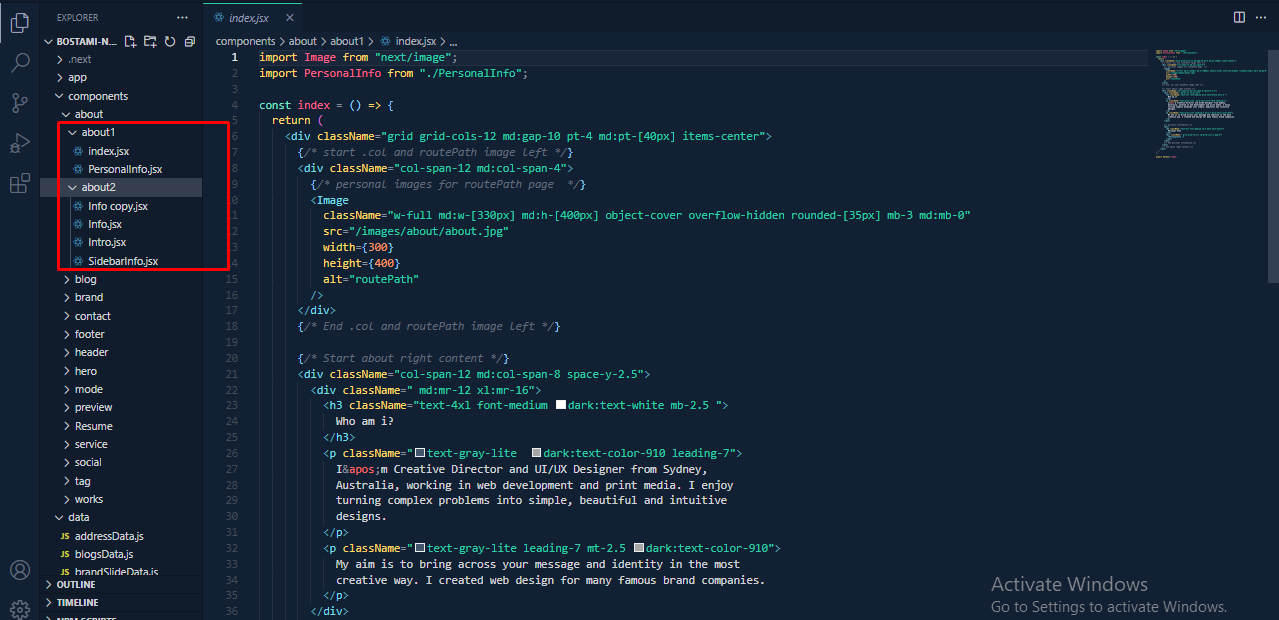 EXPLORER
BOSTAMI-N...
.next
app
components
about
about1
index.jsx
PersonalInfo.jsx
about2
Info copy.jsx
Info.jsx
Intro.jsx
SidebarInfo.jsx
blog
brand
contact
footer
header
hero
mode
preview
Resume
service
social
tag
works
data
JS addressData.js
JS blogsData.js
JS brandSlideData.js
OUTLINE
TIMELINE
NPM SCRIPTS
index.jsx
components > about > about1 > index.jsx > ...
1 import Image from "next/image";
2 import PersonalInfo from "./PersonalInfo";
3
4 const index = () => {
5 return (
6 <div className="grid grid-cols-12 md:gap-10 pt-4 md:pt-[40px] items-center">
7 {/* start .col and routePath image left */}
8 <div className="col-span-12 md:col-span-4">
9 {/* personal images for routePath page  */}
10 <Image
11 className="w-full md:w-[330px] md:h-[400px] object-cover overflow-hidden rounded-[35px] mb-3 md:mb-0"
12 src="/images/about/about.jpg"
13 width={300}
14 height={400}
15 alt="routePath"
16 />
17 </div>
18 {/* End .col and routePath image left */}
19
20 {/* Start about right content */}
21 <div className="col-span-12 md:col-span-8 space-y-2.5">
22 <div className=" md:mr-12 xl:mr-16">
23 <h3 className="text-4xl font-medium dark:text-white mb-2.5 ">
24 Who am i?
25 </h3>
26 <p className="text-gray-lite  dark:text-color-910 leading-7">
27 I&apos;m Creative Director and UI/UX Designer from Sydney,
28 Australia, working in web development and print media. I enjoy
29 turning complex problems into simple, beautiful and intuitive
30 designs.
31 </p>
32 <p className="text-gray-lite leading-7 mt-2.5 dark:text-color-910">
33 My aim is to bring across your message and identity in the most
34 creative way. I created web design for many famous brand companies.
35 </p>
36 </div>
Activate Windows
Go to Settings to activate Windows.